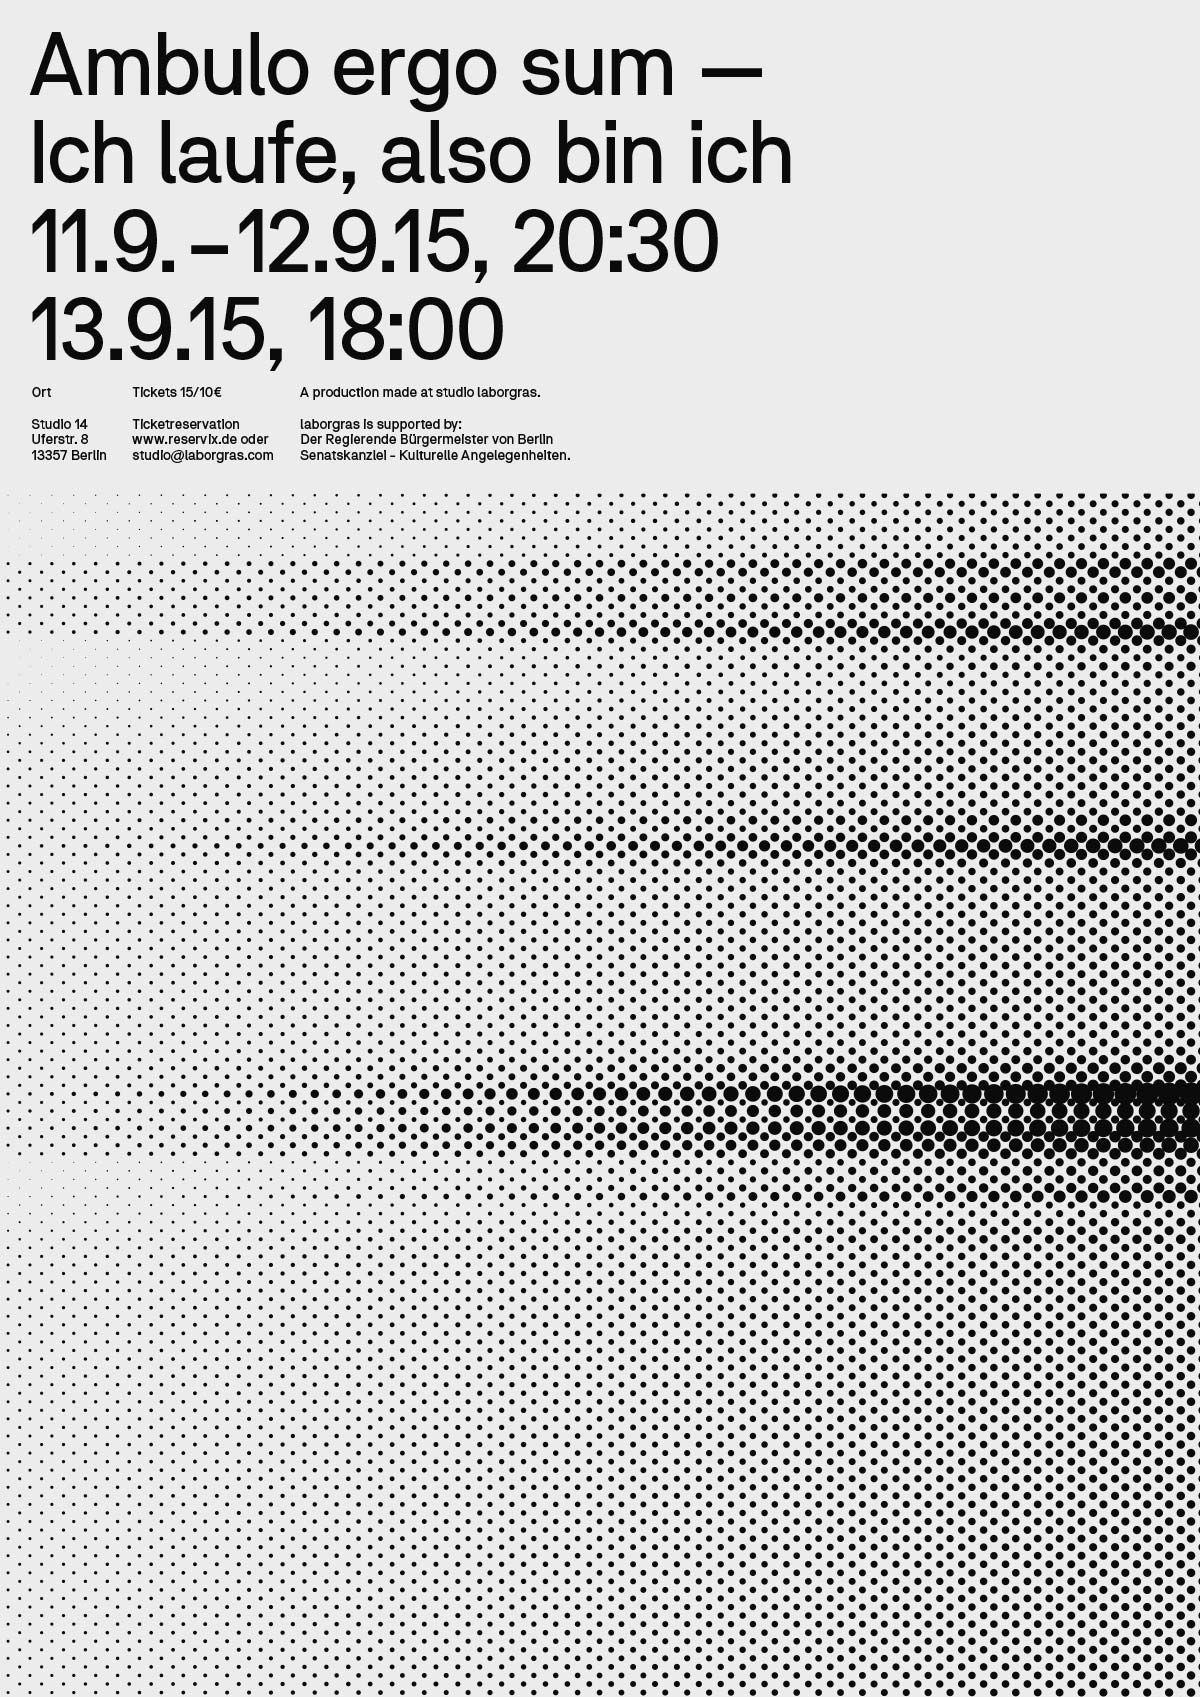 Ambulo ergo sum —
Ich laufe, also bin ich
11.9. – 12.9.15, 20:30
13.9.15, 18:00
Ort
Studio 14
Uferstr. 8
13357 Berlin
Tickets 15/10€
Ticketreservation
www.reservix.de oder
studio@laborgras.com
A production made at studio laborgras.
laborgras is supported by:
Der Regierende Bürgermeister von Berlin
Senatskanzlei - Kulturelle Angelegenheiten.